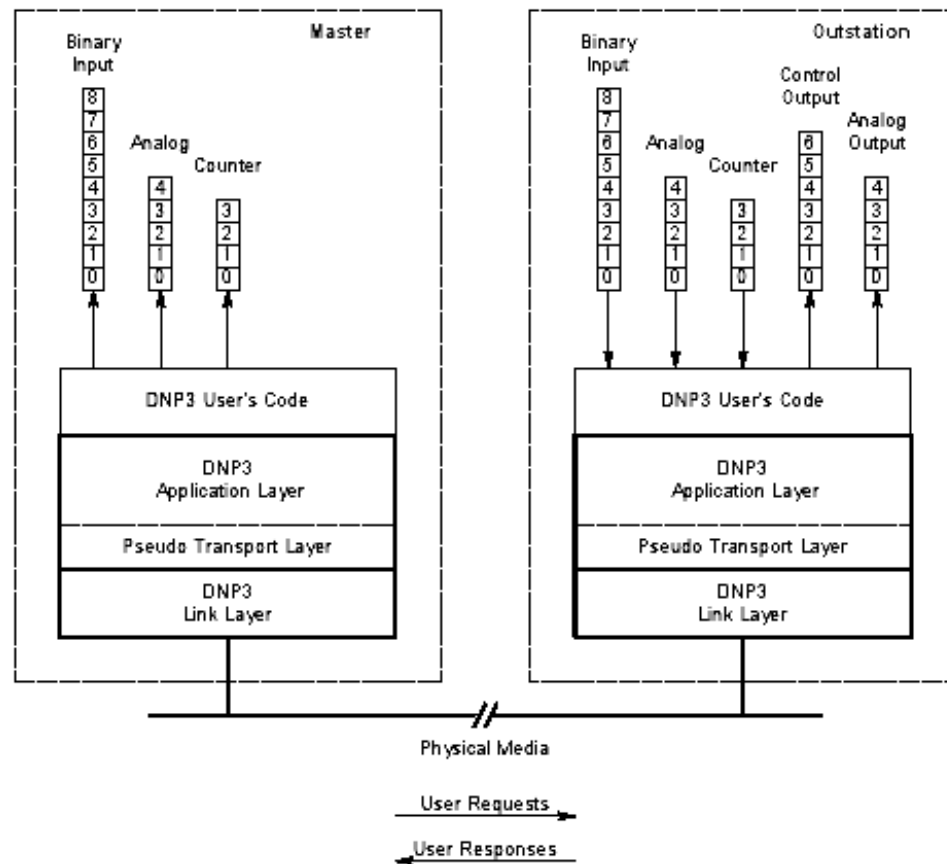 Master
Binary
Input
8
7
6
5
4
3
2
1
0
Analog
4
3
2
1
0
Counter
3
2
1
0
DNP3 User's Code
DNP3
Application Layer
Pseudo Transport Layer
DNP3
Link Layer
Outstation
Binary
Input
8
7
6
5
4
3
2
1
0
Analog
4
3
2
1
0
Counter
3
2
1
0
Control
Output
6
5
4
3
2
1
0
Analog
Output
4
3
2
1
0
DNP3 User's Code
DNP3
Application Layer
Pseudo Transport Layer
DNP3
Link Layer
Physical Media
User Requests
User Responses